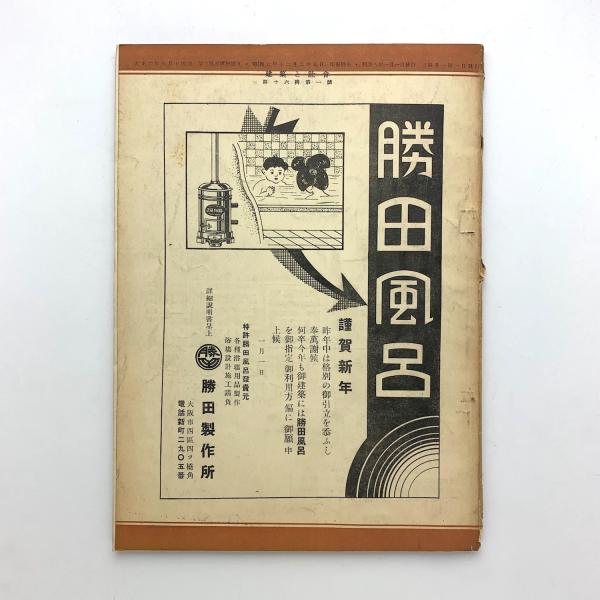 建築と社會
第十六輯第一號
勝田風呂
謹賀新年
昨年中は格別の御引立を忝ふし
奉萬謝候
何卒今年も御建築には勝田風呂
を御指定御利用方偏に御願申
上候
一月一日
特許勝田風呂發賣元
各種浴場用品製作
浴場設計施工請負
詳細説明書呈上
勝田製作所
大阪市西區四ツ橋角
電話新町二九〇五番